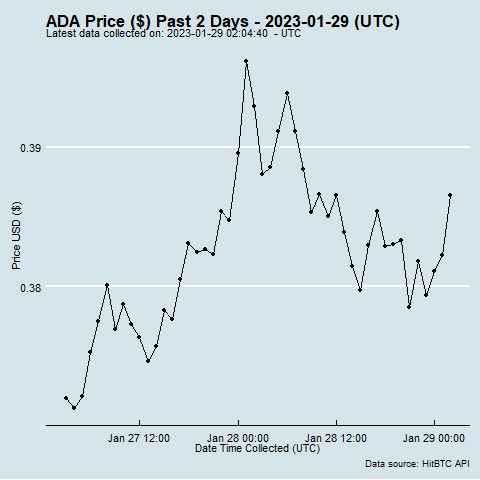 ADA Price ($) Past 2 Days - 2023-01-29 (UTC)
Latest data collected on: 2023-01-29 02:04:40 - UTC
0.39
Price USD ($)
0.38
Jan 27 12:00 Jan 28 00:00 Jan 28 12:00 Jan 29 00:00
Date Time Collected (UTC)
Data source: HitBTC API